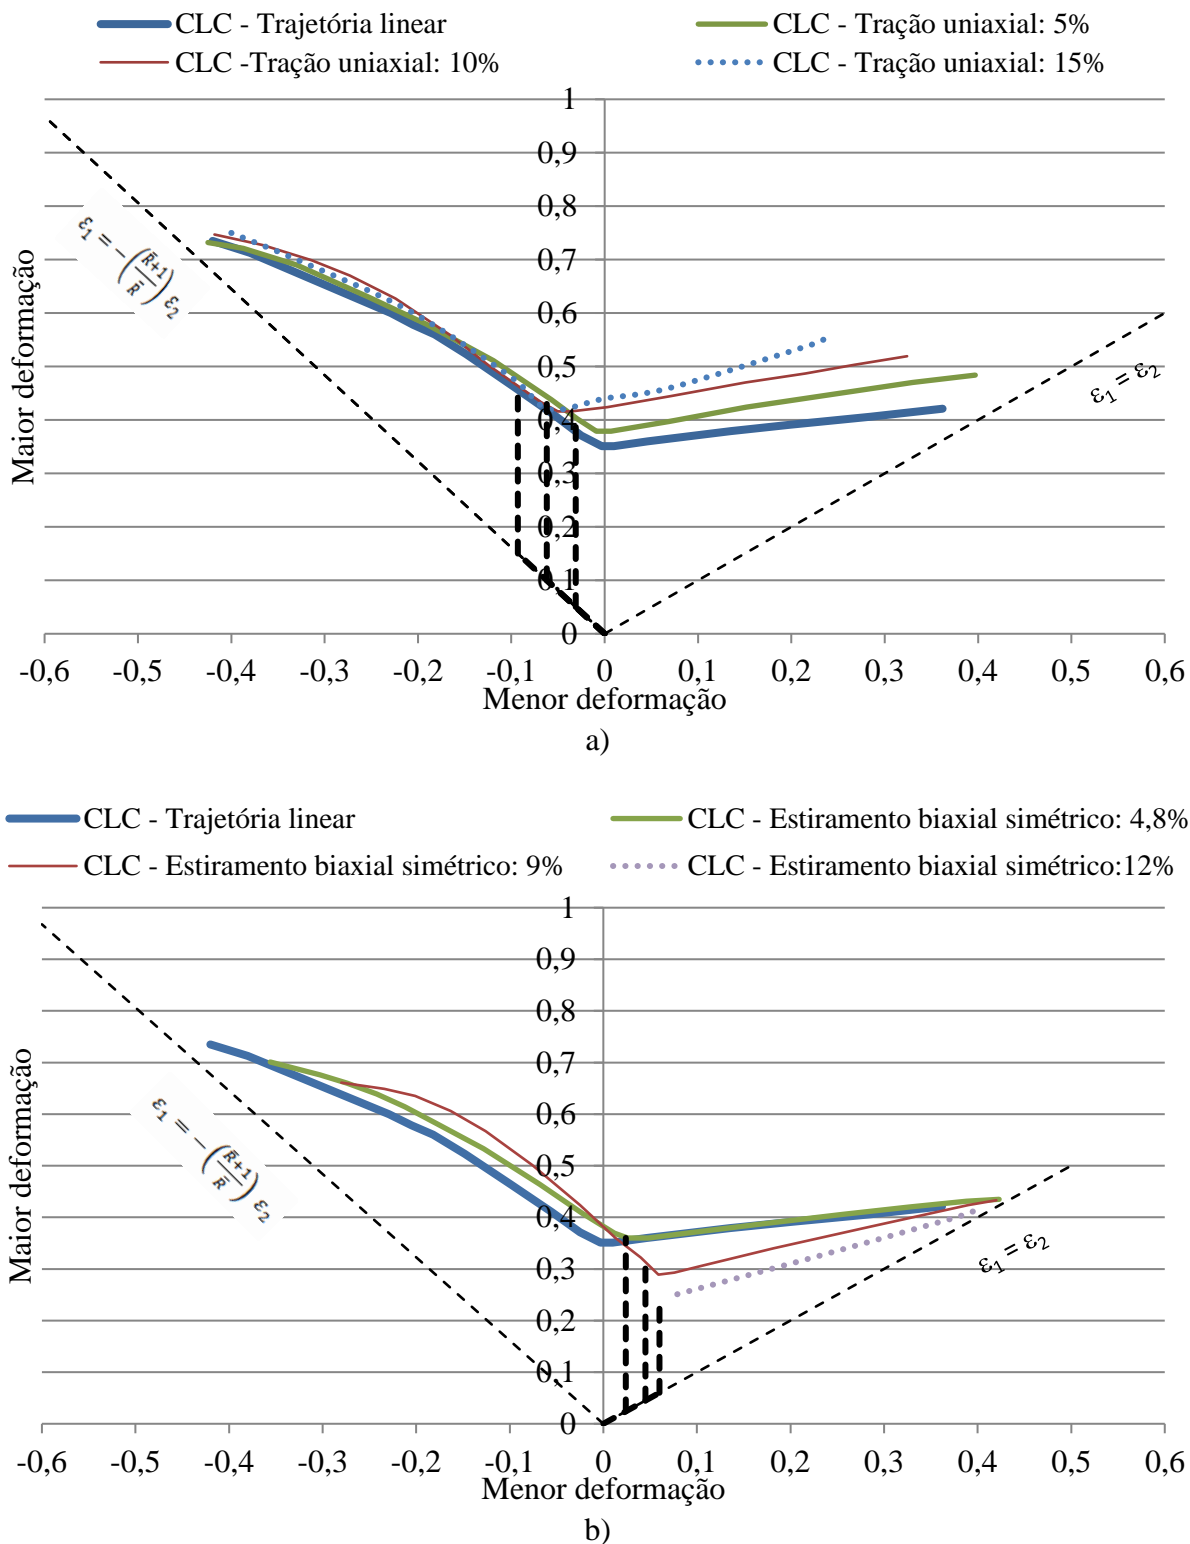 CLC - Trajetória linear
CLC - Tração uniaxial: 5%
CLC -Tração uniaxial: 10%
CLC - Tração uniaxial: 15%
1
0,9
0,8
0,7
0,6
0,5
0,4
0,3
0,2
0,1
0
Maior deformação
ε₁ = −((R̄+1)/R̄) ε₂
ε₁ = ε₂
-0,6 -0,5 -0,4 -0,3 -0,2 -0,1 0 0,1 0,2 0,3 0,4 0,5 0,6
Menor deformação
a)
CLC - Trajetória linear
CLC - Estiramento biaxial simétrico: 4,8%
CLC - Estiramento biaxial simétrico: 9%
CLC - Estiramento biaxial simétrico:12%
1
0,9
0,8
0,7
0,6
0,5
0,4
0,3
0,2
0,1
0
Maior deformação
ε₁ = −((R̄+1)/R̄) ε₂
ε₁ = ε₂
-0,6 -0,5 -0,4 -0,3 -0,2 -0,1 0 0,1 0,2 0,3 0,4 0,5 0,6
Menor deformação
b)